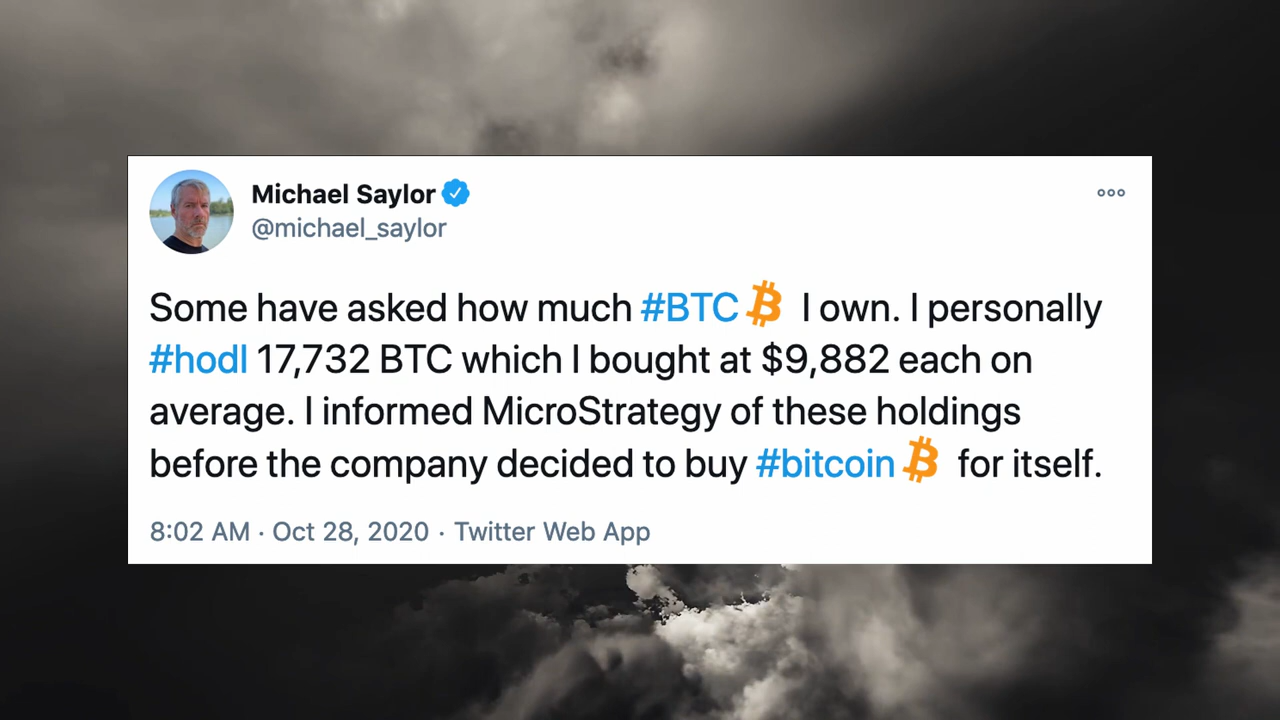 Michael Saylor
@michael_saylor
Some have asked how much #BTC I own. I personally
#hodl 17,732 BTC which I bought at $9,882 each on
average. I informed MicroStrategy of these holdings
before the company decided to buy #bitcoin for itself.
8:02 AM · Oct 28, 2020 · Twitter Web App